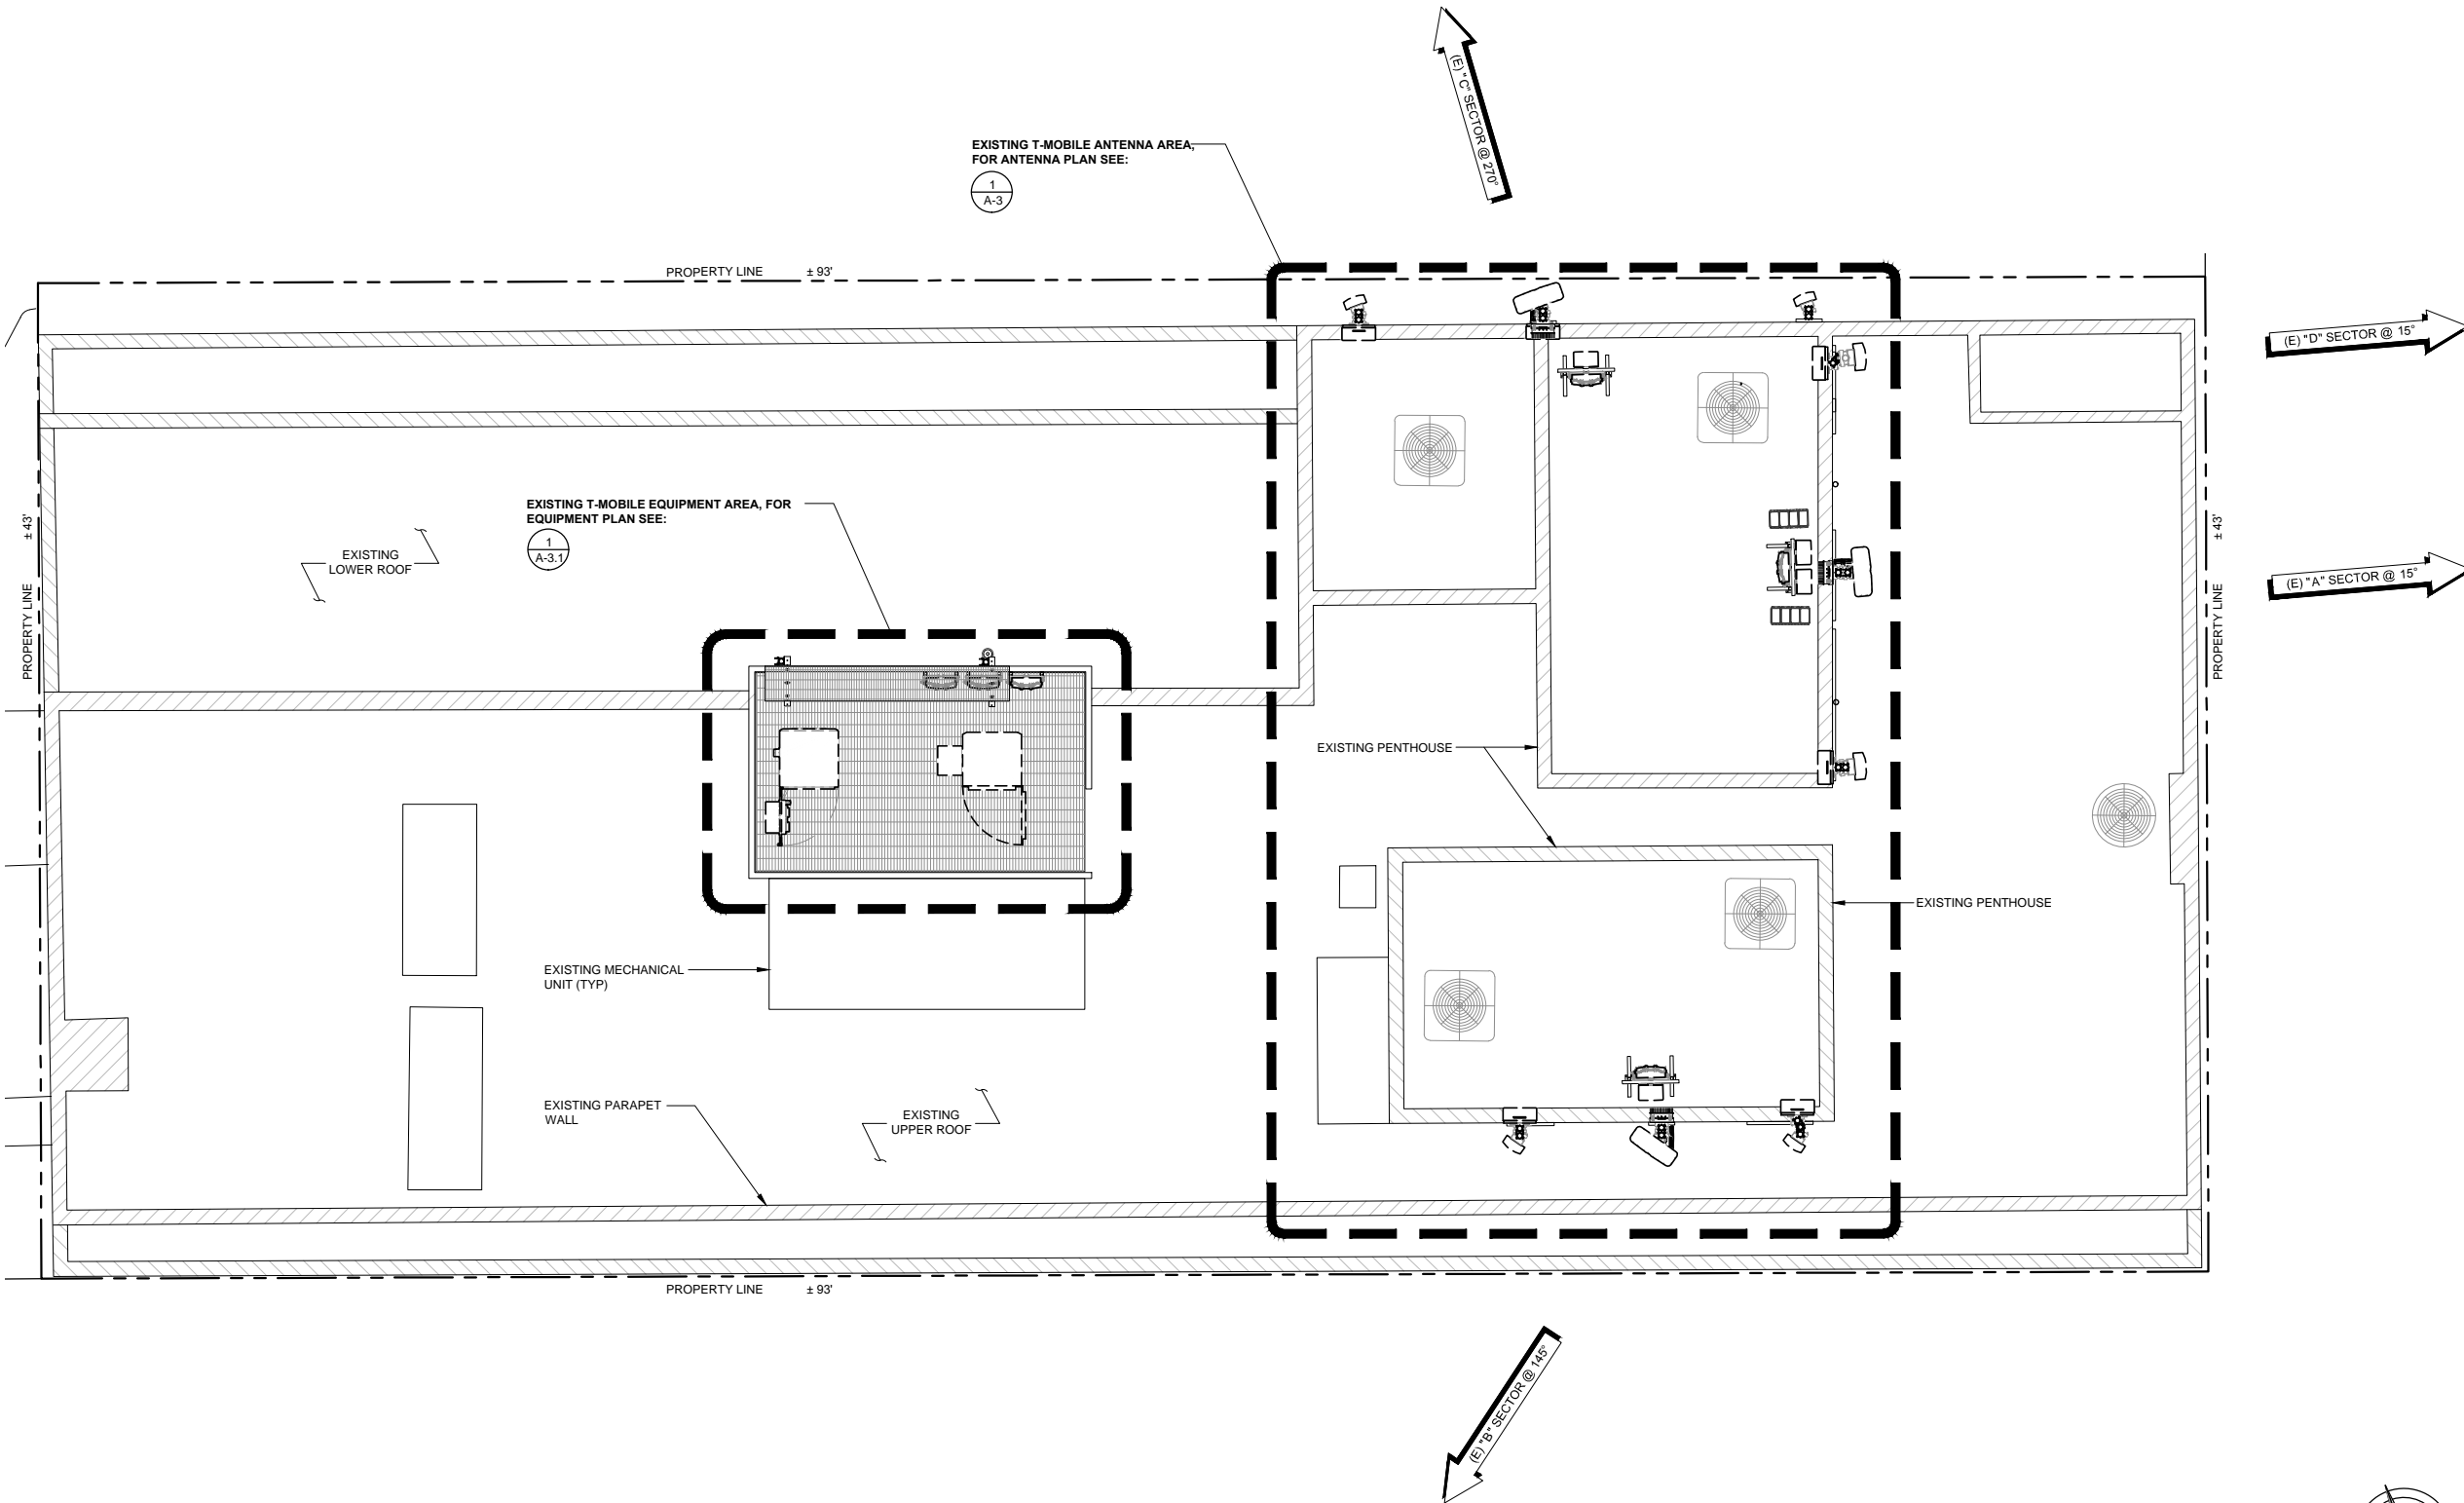 (E) "C" SECTOR @ 270°
EXISTING T-MOBILE ANTENNA AREA,
FOR ANTENNA PLAN SEE:
1
A-3
PROPERTY LINE ± 93'
(E) "D" SECTOR @ 15°
EXISTING T-MOBILE EQUIPMENT AREA, FOR
EQUIPMENT PLAN SEE:
1
A-3.1
EXISTING
LOWER ROOF
PROPERTY LINE ± 43'
PROPERTY LINE ± 43'
(E) "A" SECTOR @ 15°
EXISTING PENTHOUSE
EXISTING PENTHOUSE
EXISTING MECHANICAL
UNIT (TYP)
EXISTING PARAPET
WALL
EXISTING
UPPER ROOF
PROPERTY LINE ± 93'
(E) "B" SECTOR @ 145°